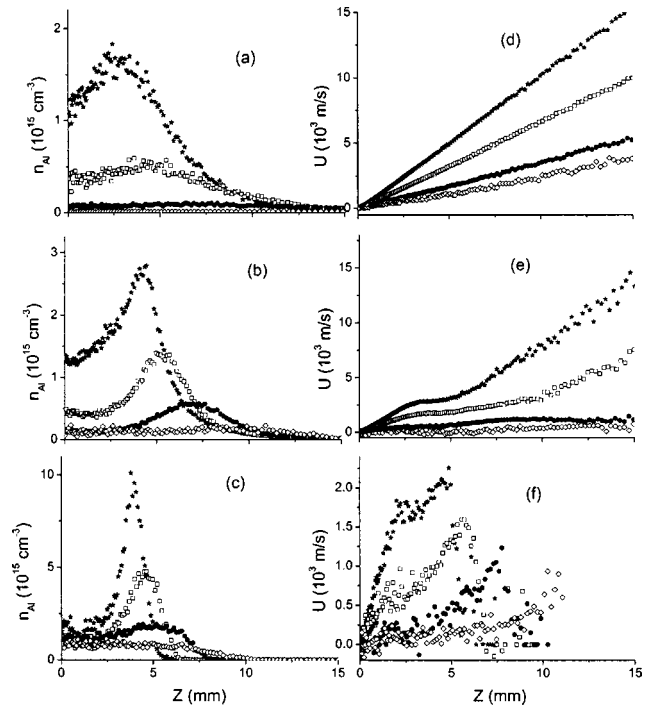 2
(a)
n_Al (10^15 cm^-3)
1
0
15
(d)
U (10^3 m/s)
10
5
0
3
(b)
n_Al (10^15 cm^-3)
2
1
0
15
(e)
U (10^3 m/s)
10
5
0
10
(c)
n_Al (10^15 cm^-3)
5
0
0 5 10 15
Z (mm)
2.0
(f)
U (10^3 m/s)
1.5
1.0
0.5
0.0
0 5 10 15
Z (mm)